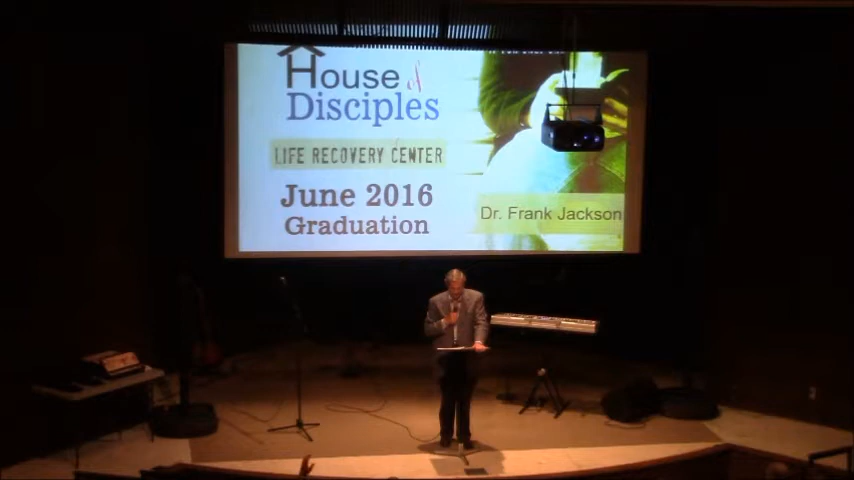 House of
Disciples
LIFE RECOVERY CENTER
June 2016
Graduation
Dr. Frank Jackson